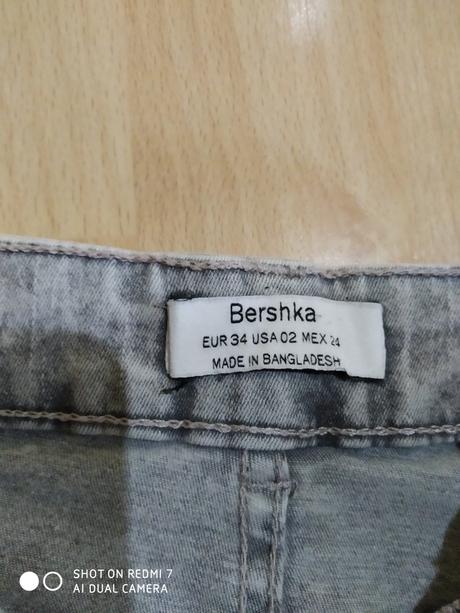 Bershka
EUR 34 USA 02 MEX 24
MADE IN BANGLADESH
SHOT ON REDMI 7
AI DUAL CAMERA